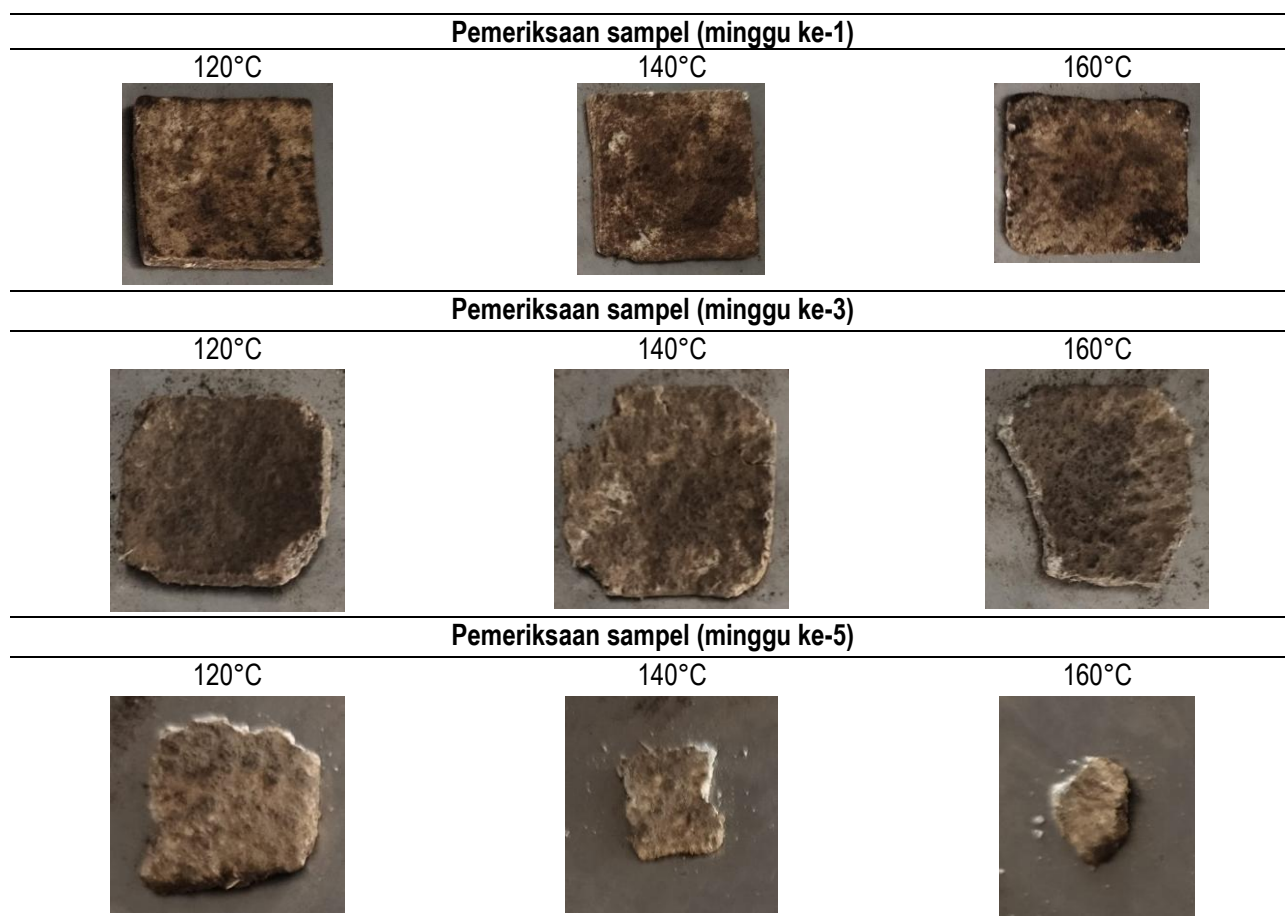 Pemeriksaan sampel (minggu ke-1)
120°C 140°C 160°C
Pemeriksaan sampel (minggu ke-3)
120°C 140°C 160°C
Pemeriksaan sampel (minggu ke-5)
120°C 140°C 160°C